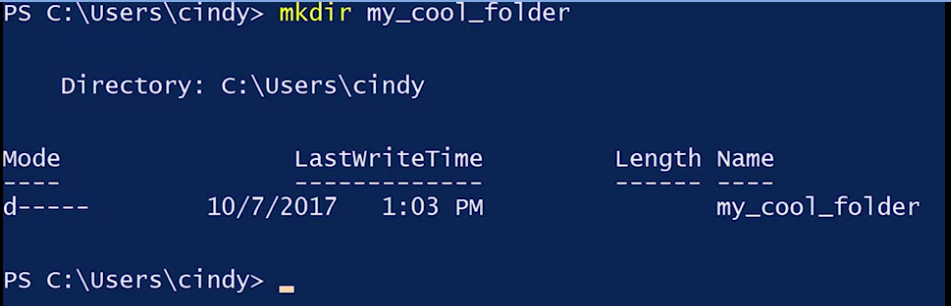 PS C:\Users\cindy> mkdir my_cool_folder
Directory: C:\Users\cindy
Mode LastWriteTime Length Name
---- ------------- ------ ----
d----- 10/7/2017 1:03 PM my_cool_folder
PS C:\Users\cindy> _